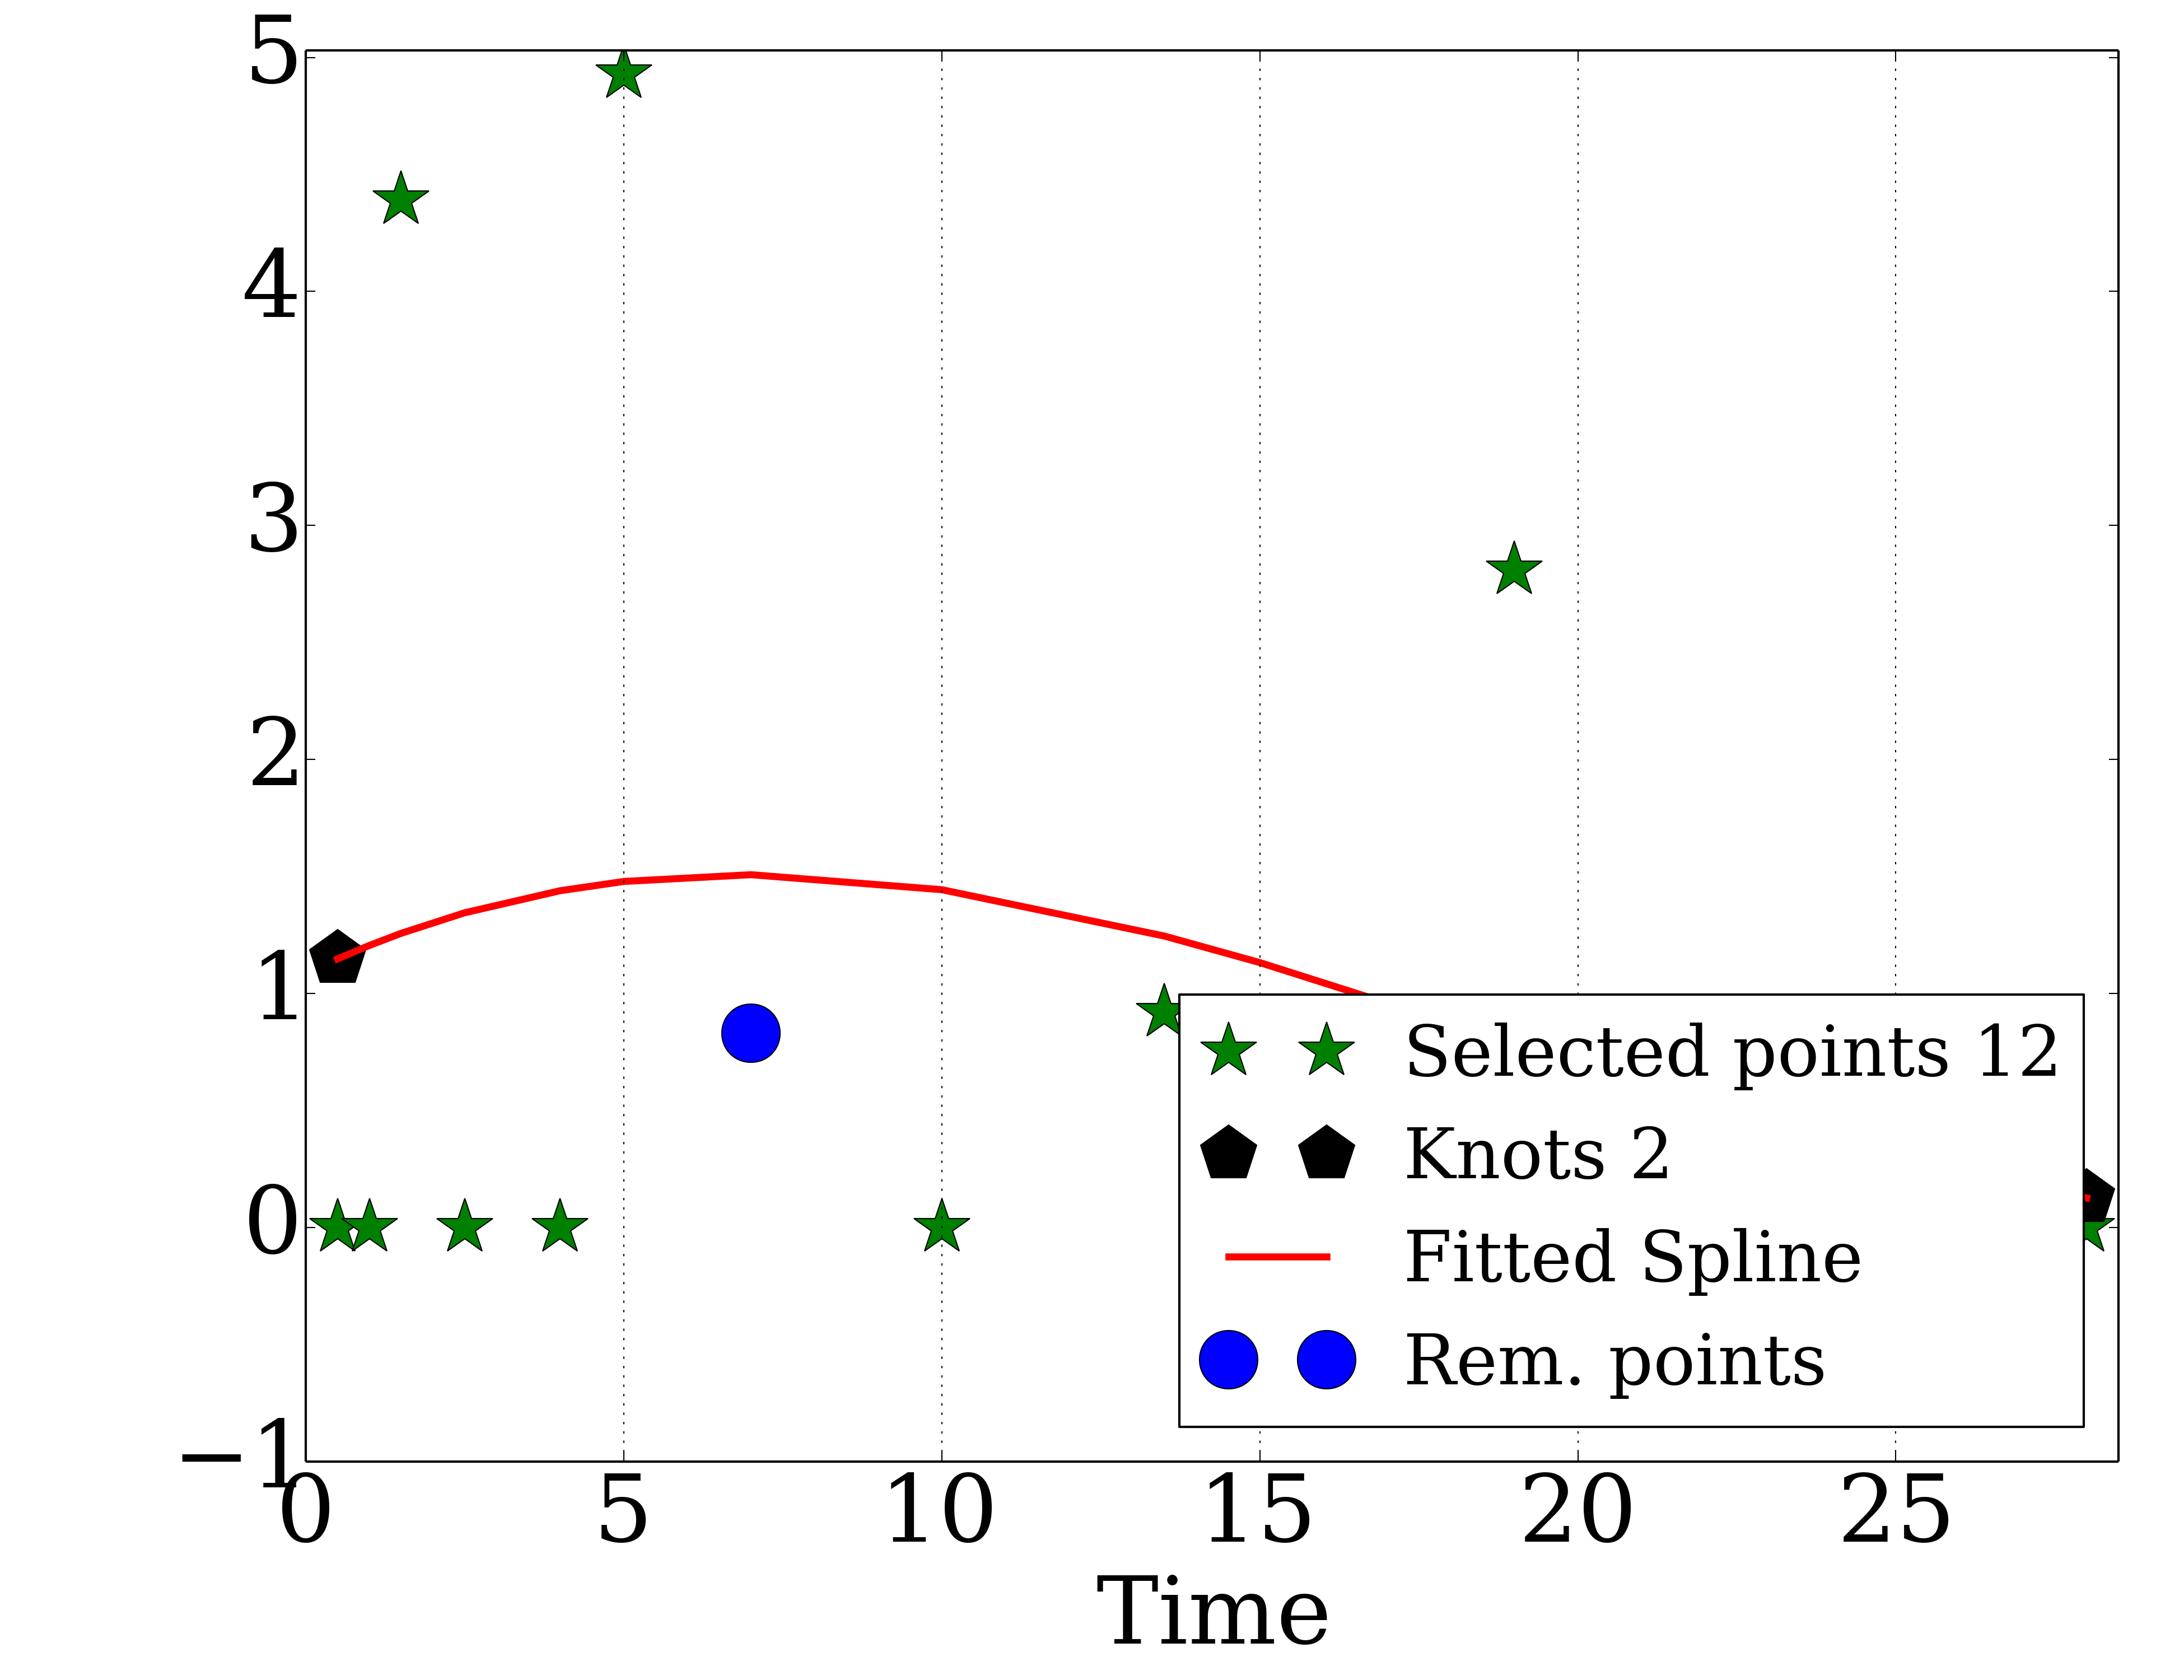 5
4
3
2
1
0
−1
0 5 10 15 20 25
Time
Selected points 12
Knots 2
Fitted Spline
Rem. points